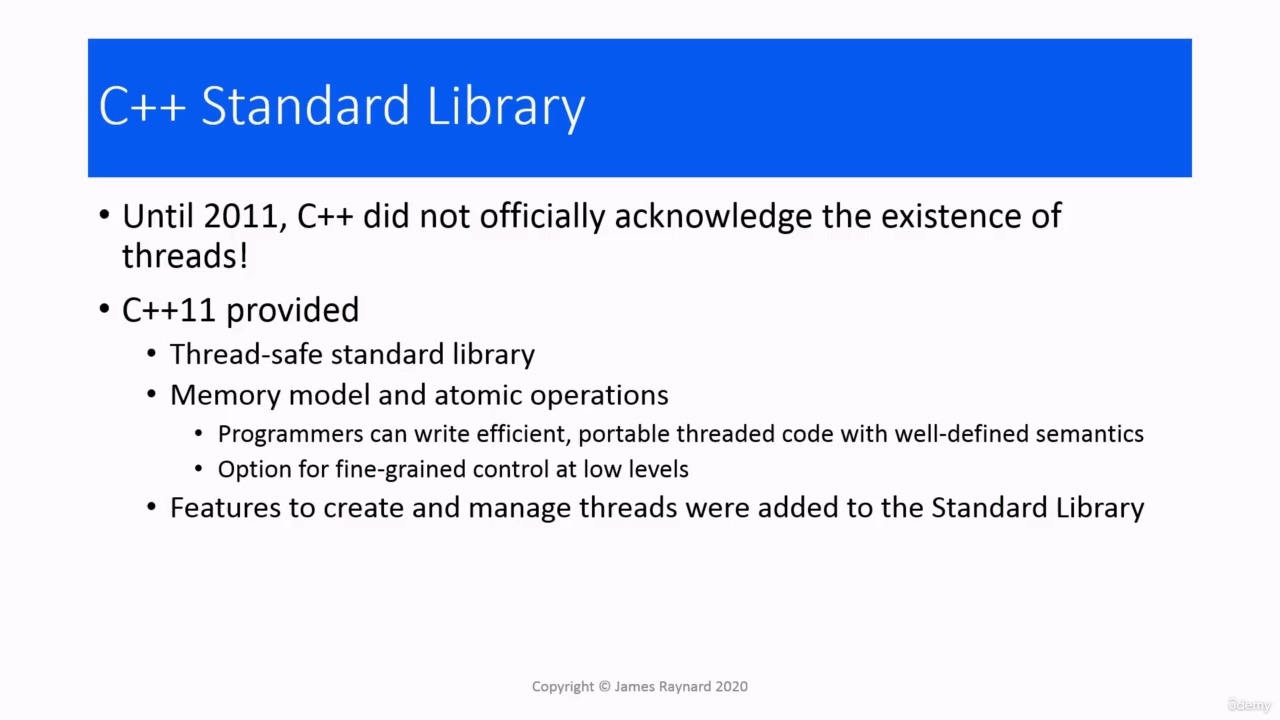 C++ Standard Library
• Until 2011, C++ did not officially acknowledge the existence of
threads!
• C++11 provided
• Thread-safe standard library
• Memory model and atomic operations
• Programmers can write efficient, portable threaded code with well-defined semantics
• Option for fine-grained control at low levels
• Features to create and manage threads were added to the Standard Library
Copyright © James Raynard 2020
ûdemy